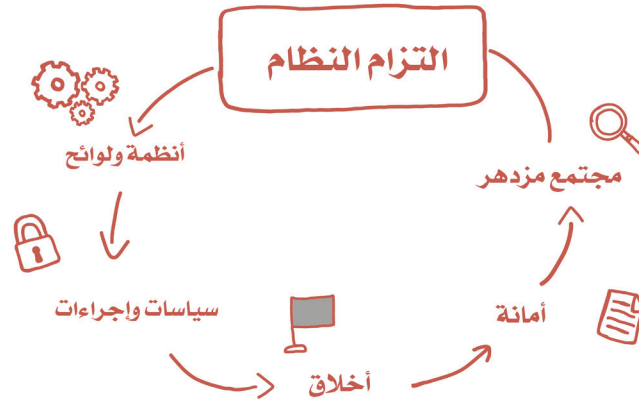 التزام النظام
أنظمة ولوائح
سياسات وإجراءات
أخلاق
أمانة
مجتمع مزدهر